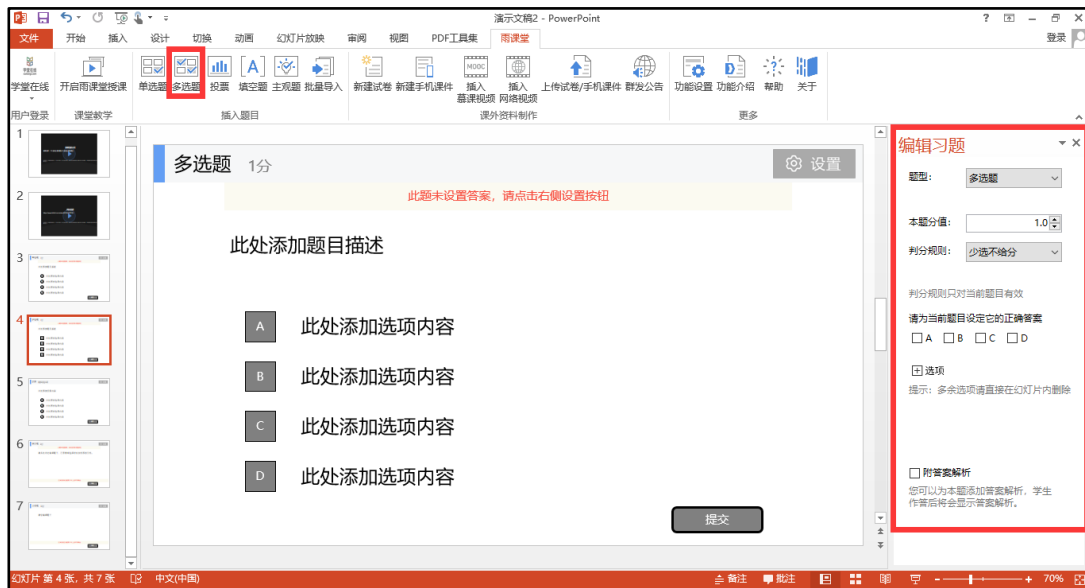 演示文稿2 - PowerPoint
文件 开始 插入 设计 切换 动画 幻灯片放映 审阅 视图 PDF工具集 雨课堂 登录
学堂在线 开启雨课堂授课 单选题 多选题 投票 填空题 主观题 批量导入 新建试卷 新建手机课件 插入 慕课视频 插入 网络视频 上传试卷/手机课件 群发公告 功能设置 功能介绍 帮助 关于
用户登录 课堂教学 插入题目 课外资料制作 更多
1
2
3
4
5
6
7
多选题 1分 设置
此题未设置答案，请点击右侧设置按钮
此处添加题目描述
A 此处添加选项内容
B 此处添加选项内容
C 此处添加选项内容
D 此处添加选项内容
提交
编辑习题
题型: 多选题
本题分值: 1.0
判分规则: 少选不给分
判分规则只对当前题目有效
请为当前题目设定它的正确答案
A B C D
选项
提示：多余选项请直接在幻灯片内删除
附答案解析
您可以为本题添加答案解析，学生
作答后将会显示答案解析。
幻灯片 第 4 张，共 7 张 中文(中国) 备注 批注 70%